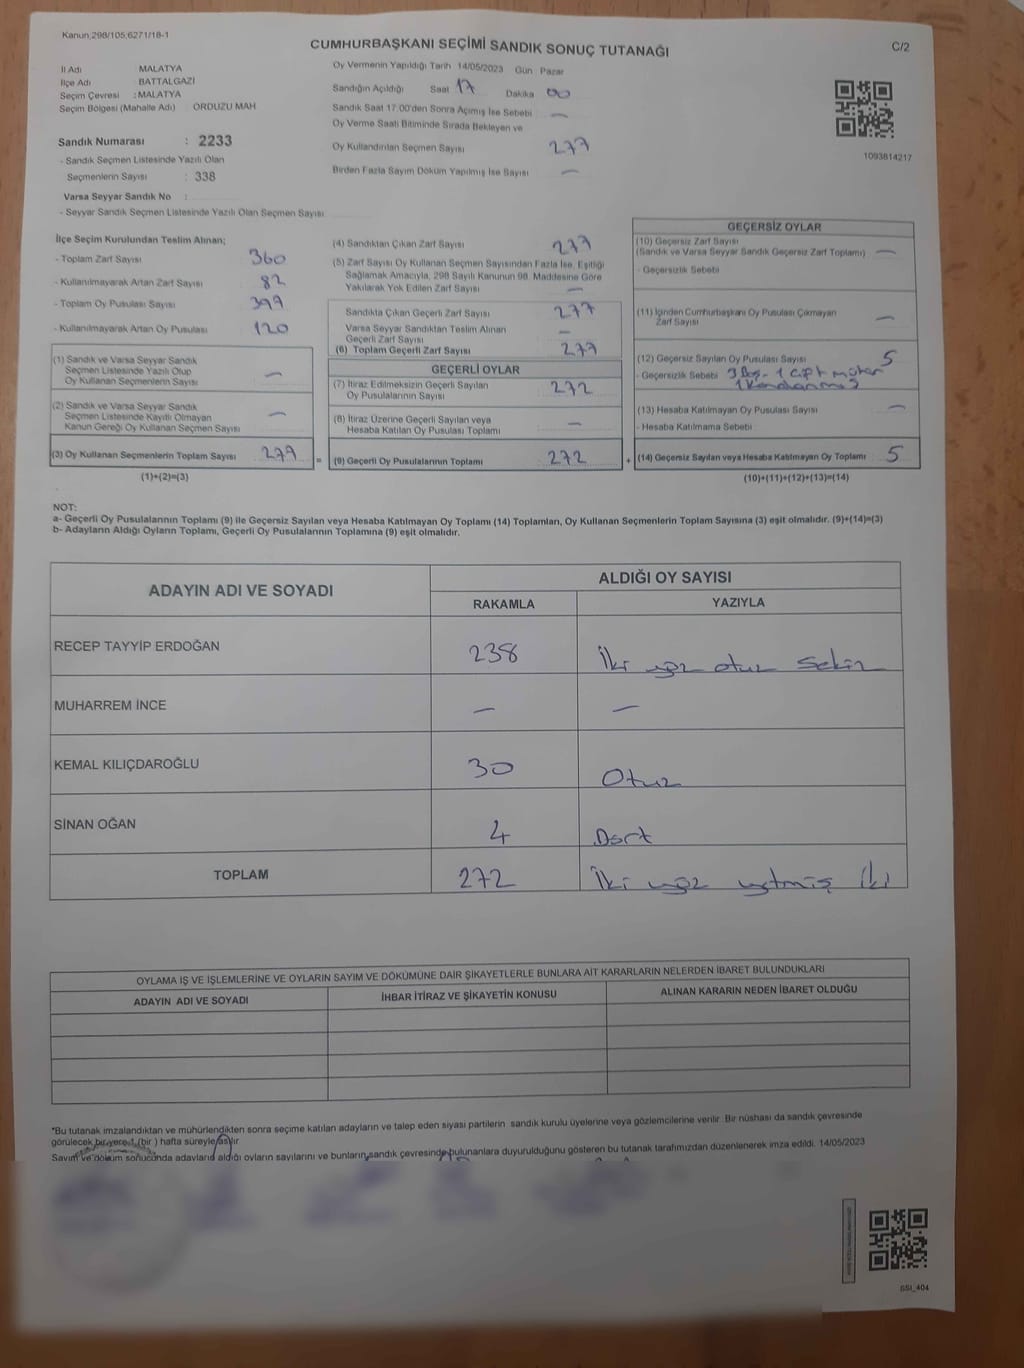 Kanun;298/105;6271/18-1
CUMHURBAŞKANI SEÇİMİ SANDIK SONUÇ TUTANAĞI
C/2
İl Adı MALATYA
İlçe Adı : BATTALGAZİ
Seçim Çevresi : MALATYA
Seçim Bölgesi (Mahalle Adı) ORDUZU MAH
Sandık Numarası : 2233
- Sandık Seçmen Listesinde Yazılı Olan
Seçmenlerin Sayısı : 338
Varsa Seyyar Sandık No :
- Seyyar Sandık Seçmen Listesinde Yazılı Olan Seçmen Sayısı
Oy Vermenin Yapıldığı Tarih 14/05/2023 Gün Pazar
Sandığın Açıldığı Saat 17 Dakika 00
Sandık Saat 17:00'den Sonra Açımış İse Sebebi —
Oy Verme Saati Bitiminde Sırada Bekleyen ve
Oy Kullandırılan Seçmen Sayısı 277
Birden Fazla Sayım Döküm Yapılmış İse Sayısı —
1093814217
İlçe Seçim Kurulundan Teslim Alınan;
- Toplam Zarf Sayısı 360
- Kullanılmayarak Artan Zarf Sayısı 82
- Toplam Oy Pusulası Sayısı 397
- Kullanılmayarak Artan Oy Pusulası 120
(1) Sandık ve Varsa Seyyar Sandık
Seçmen Listesinde Yazılı Olup
Oy Kullanan Seçmenlerin Sayısı —
(2) Sandık ve Varsa Seyyar Sandık
Seçmen Listesinde Kayıtlı Olmayan
Kanun Gereği Oy Kullanan Seçmen Sayısı —
(3) Oy Kullanan Seçmenlerin Toplam Sayısı 277 =
(1)+(2)=(3)
(4) Sandıktan Çıkan Zarf Sayısı 277
(5) Zarf Sayısı Oy Kullanan Seçmen Sayısından Fazla İse, Eşitliği
Sağlamak Amacıyla, 298 Sayılı Kanunun 98. Maddesine Göre
Yakılarak Yok Edilen Zarf Sayısı —
Sandıkta Çıkan Geçerli Zarf Sayısı 277
Varsa Seyyar Sandıktan Teslim Alınan
Geçerli Zarf Sayısı —
(6) Toplam Geçerli Zarf Sayısı 277
GEÇERLİ OYLAR
(7) İtiraz Edilmeksizin Geçerli Sayılan
Oy Pusulalarının Sayısı 272
(8) İtiraz Üzerine Geçerli Sayılan veya
Hesaba Katılan Oy Pusulası Toplamı —
(9) Geçerli Oy Pusulalarının Toplamı 272 +
GEÇERSİZ OYLAR
(10) Geçersiz Zarf Sayısı
(Sandık ve Varsa Seyyar Sandık Geçersiz Zarf Toplamı) —
- Geçersizlik Sebebi
(11) İçinden Cumhurbaşkanı Oy Pusulası Çıkmayan
Zarf Sayısı —
(12) Geçersiz Sayılan Oy Pusulası Sayısı 5
- Geçersizlik Sebebi 3 Boş - 1 çift mühür
(13) Hesaba Katılmayan Oy Pusulası Sayısı —
- Hesaba Katılmama Sebebi
(14) Geçersiz Sayılan veya Hesaba Katılmayan Oy Toplamı 5
(10)+(11)+(12)+(13)=(14)
NOT:
a- Geçerli Oy Pusulalarının Toplamı (9) ile Geçersiz Sayılan veya Hesaba Katılmayan Oy Toplamı (14) Toplamları, Oy Kullanan Seçmenlerin Toplam Sayısına (3) eşit olmalıdır. (9)+(14)=(3)
b- Adayların Aldığı Oyların Toplamı, Geçerli Oy Pusulalarının Toplamına (9) eşit olmalıdır.
ADAYIN ADI VE SOYADI
ALDIĞI OY SAYISI
RAKAMLA YAZIYLA
RECEP TAYYİP ERDOĞAN 238 İki yüz otuz sekiz
MUHARREM İNCE — —
KEMAL KILIÇDAROĞLU 30 Otuz
SİNAN OĞAN 4 Dört
TOPLAM 272 İki yüz yetmiş iki
OYLAMA İŞ VE İŞLEMLERİNE VE OYLARIN SAYIM VE DÖKÜMÜNE DAİR ŞİKAYETLERLE BUNLARA AİT KARARLARIN NELERDEN İBARET BULUNDUKLARI
ADAYIN ADI VE SOYADI İHBAR İTİRAZ VE ŞİKAYETİN KONUSU ALINAN KARARIN NEDEN İBARET OLDUĞU
*Bu tutanak imzalandıktan ve mühürlendikten sonra seçime katılan adayların ve talep eden siyasi partilerin sandık kurulu üyelerine veya gözlemcilerine verilir. Bir nüshası da sandık çevresinde
görülecek bir yere 1 (bir) hafta süreyle asılır
Sayım ve döküm sonucunda adayların aldığı oyların sayılarını ve bunların sandık çevresinde bulunanlara duyurulduğunu gösteren bu tutanak tarafımızdan düzenlenerek imza edildi. 14/05/2023
GSI_404